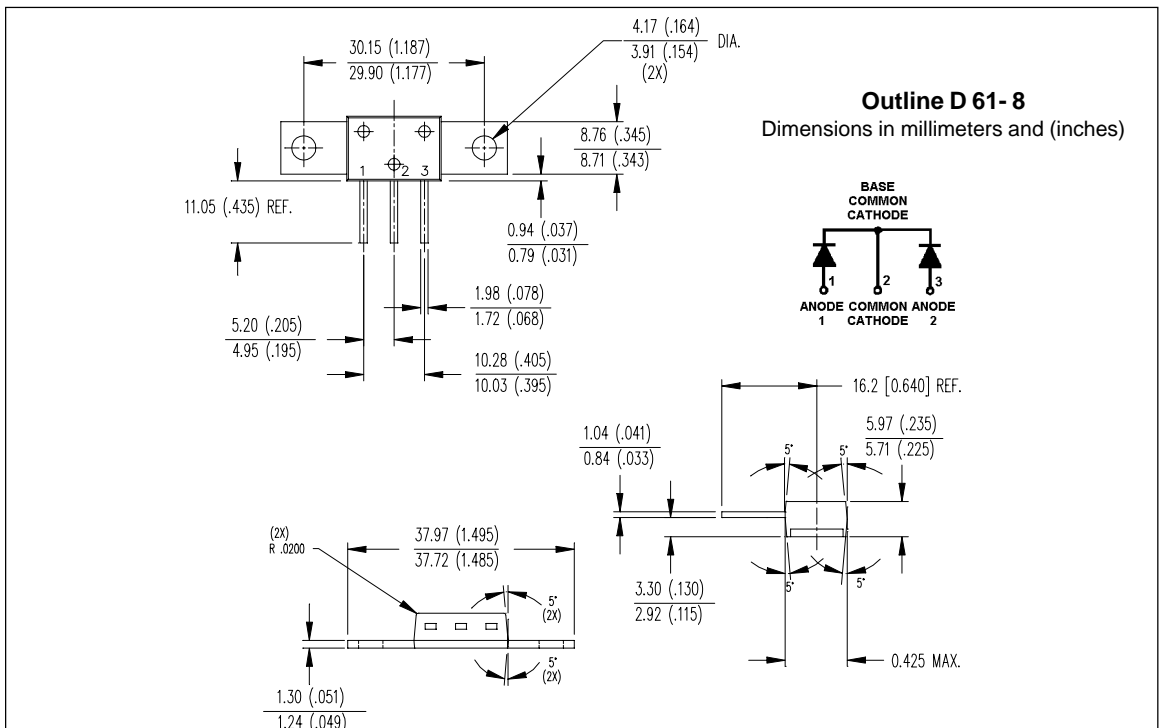 4.17 (.164)
3.91 (.154)
DIA.
(2X)
30.15 (1.187)
29.90 (1.177)
Outline D 61- 8
Dimensions in millimeters and (inches)
8.76 (.345)
8.71 (.343)
1 2 3
11.05 (.435) REF.
0.94 (.037)
0.79 (.031)
BASE
COMMON
CATHODE
1 2 3
ANODE COMMON ANODE
1 CATHODE 2
1.98 (.078)
1.72 (.068)
5.20 (.205)
4.95 (.195)
10.28 (.405)
10.03 (.395)
16.2 [0.640] REF.
1.04 (.041)
0.84 (.033)
5.97 (.235)
5.71 (.225)
5°
5°
5°
5°
3.30 (.130)
2.92 (.115)
0.425 MAX.
(2X)
R .0200
37.97 (1.495)
37.72 (1.485)
5°
(2X)
5°
(2X)
1.30 (.051)
1.24 (.049)